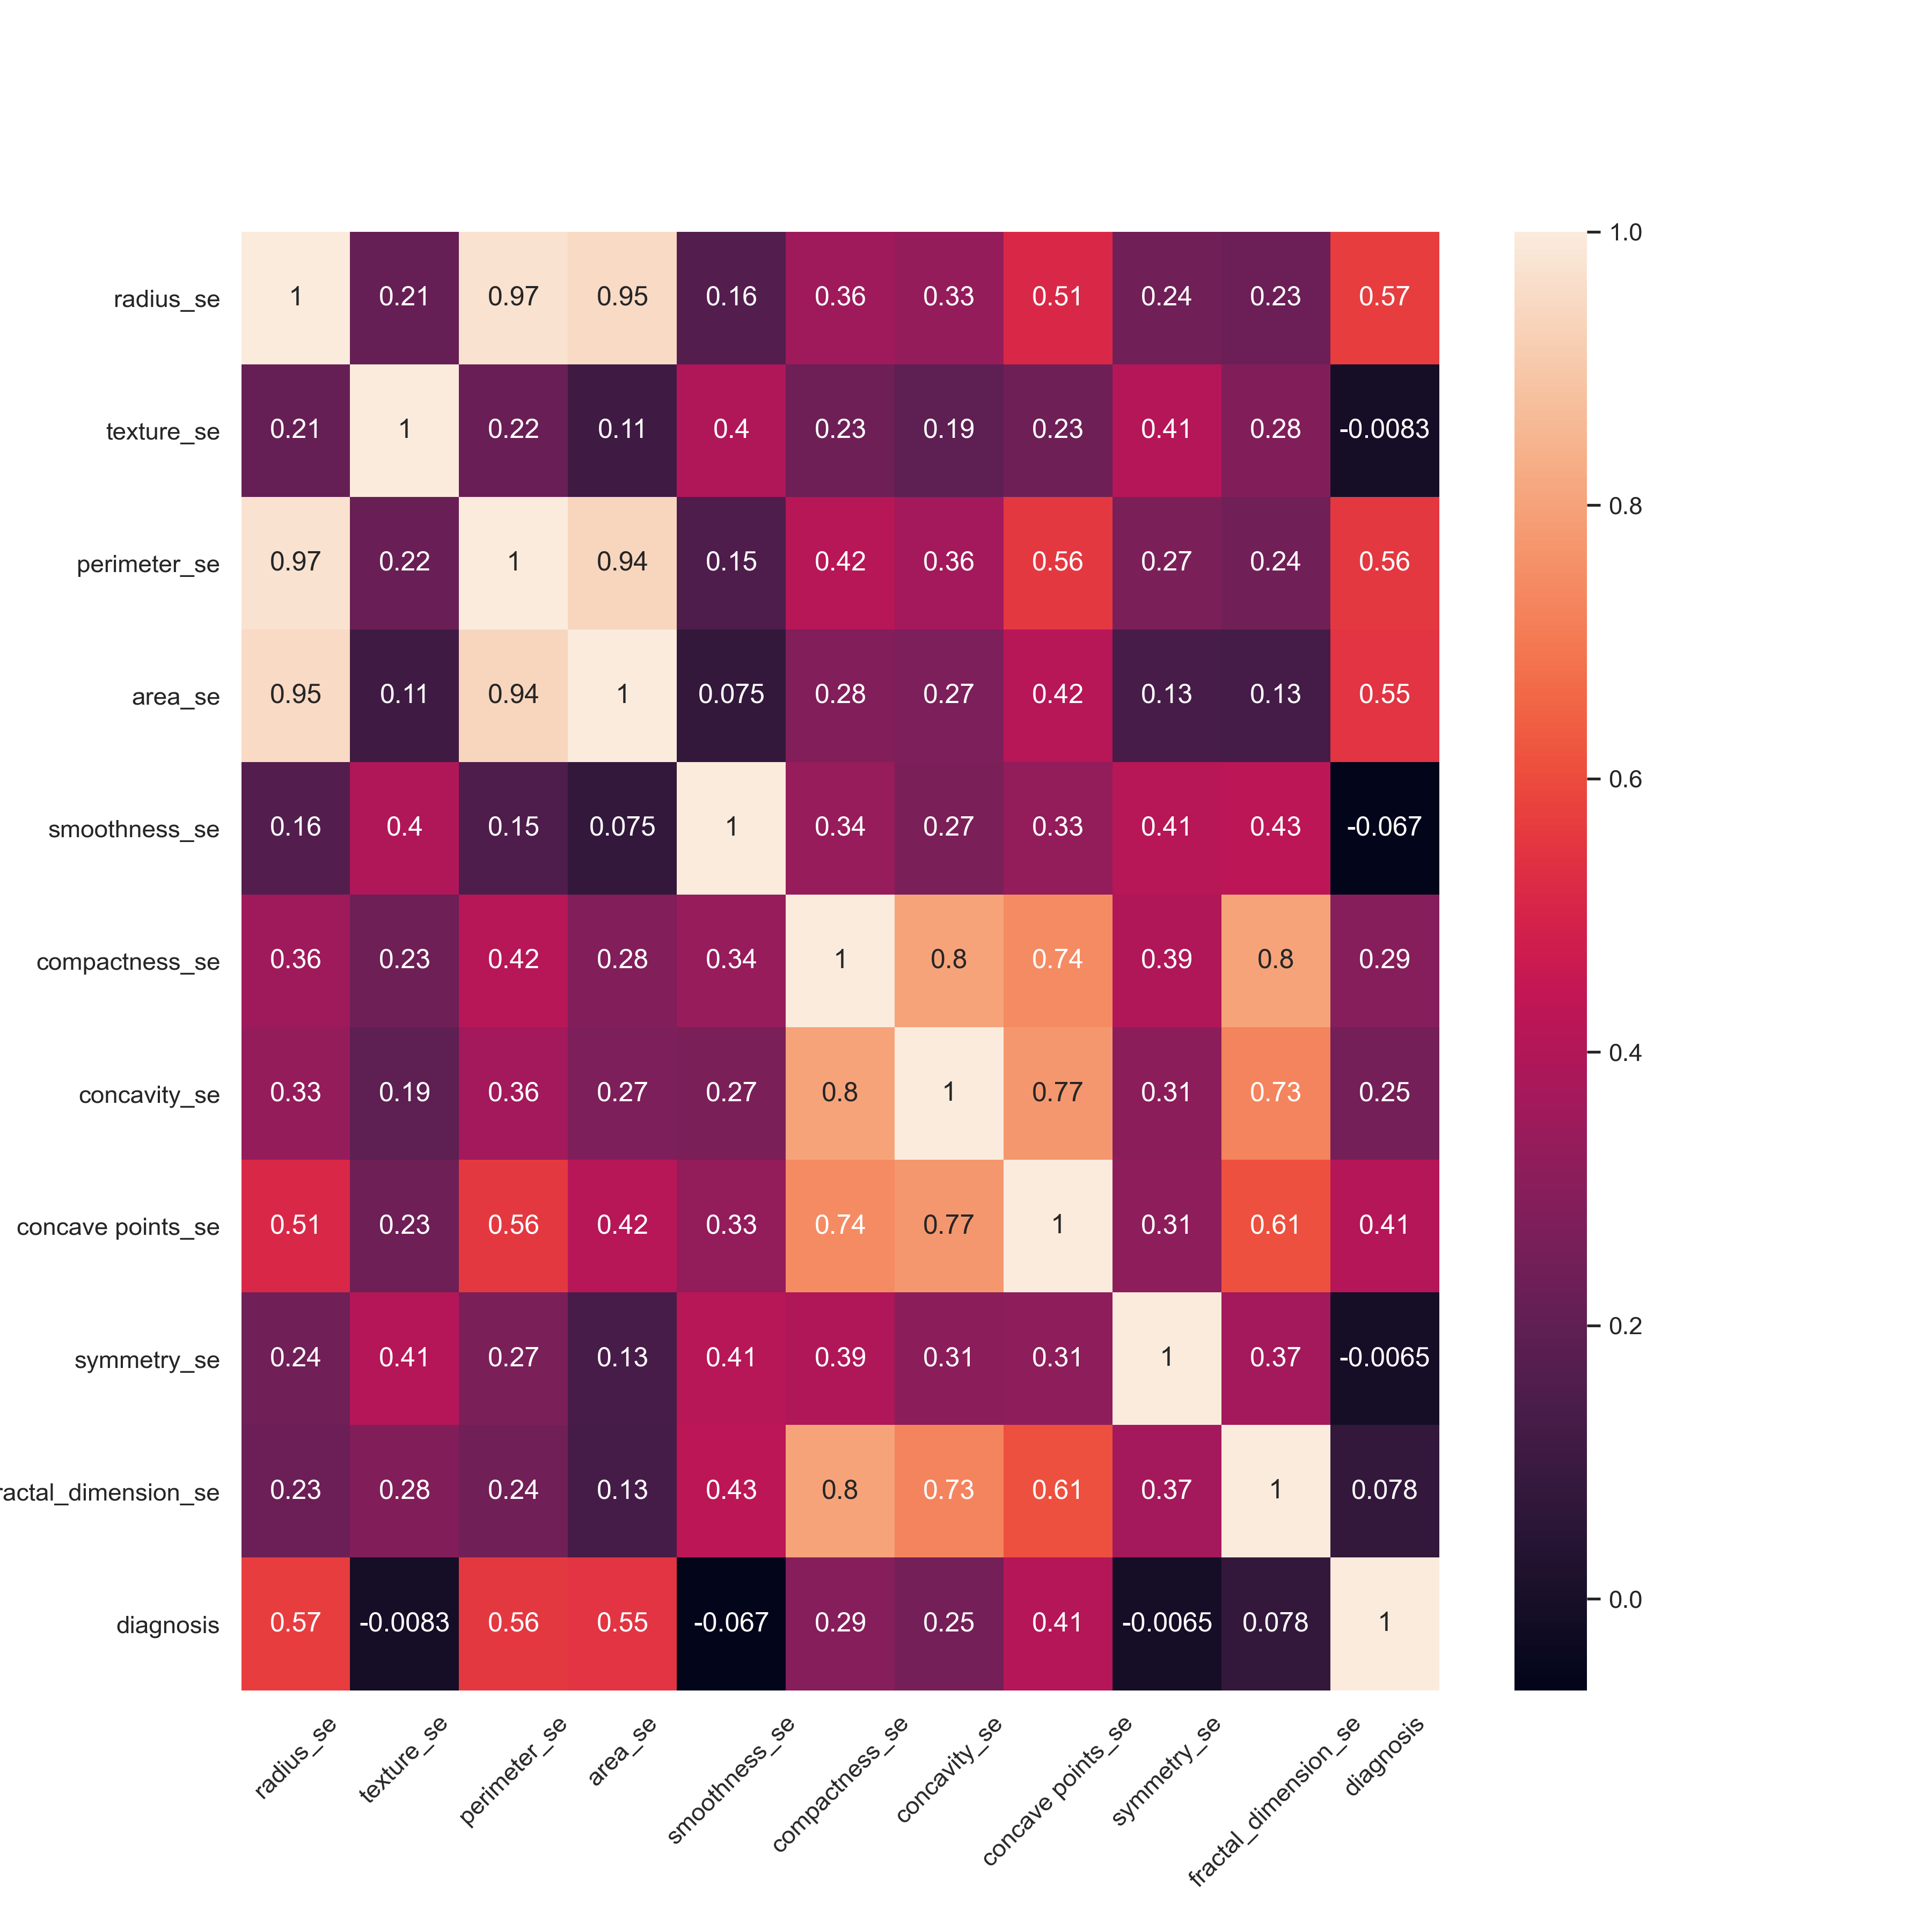 radius_se 1 0.21 0.97 0.95 0.16 0.36 0.33 0.51 0.24 0.23 0.57
texture_se 0.21 1 0.22 0.11 0.4 0.23 0.19 0.23 0.41 0.28 -0.0083
perimeter_se 0.97 0.22 1 0.94 0.15 0.42 0.36 0.56 0.27 0.24 0.56
area_se 0.95 0.11 0.94 1 0.075 0.28 0.27 0.42 0.13 0.13 0.55
smoothness_se 0.16 0.4 0.15 0.075 1 0.34 0.27 0.33 0.41 0.43 -0.067
compactness_se 0.36 0.23 0.42 0.28 0.34 1 0.8 0.74 0.39 0.8 0.29
concavity_se 0.33 0.19 0.36 0.27 0.27 0.8 1 0.77 0.31 0.73 0.25
concave points_se 0.51 0.23 0.56 0.42 0.33 0.74 0.77 1 0.31 0.61 0.41
symmetry_se 0.24 0.41 0.27 0.13 0.41 0.39 0.31 0.31 1 0.37 -0.0065
ractal_dimension_se 0.23 0.28 0.24 0.13 0.43 0.8 0.73 0.61 0.37 1 0.078
diagnosis 0.57 -0.0083 0.56 0.55 -0.067 0.29 0.25 0.41 -0.0065 0.078 1
radius_se
texture_se
perimeter_se
area_se
smoothness_se
compactness_se
concavity_se
concave points_se
symmetry_se
fractal_dimension_se
diagnosis
1.0
0.8
0.6
0.4
0.2
0.0